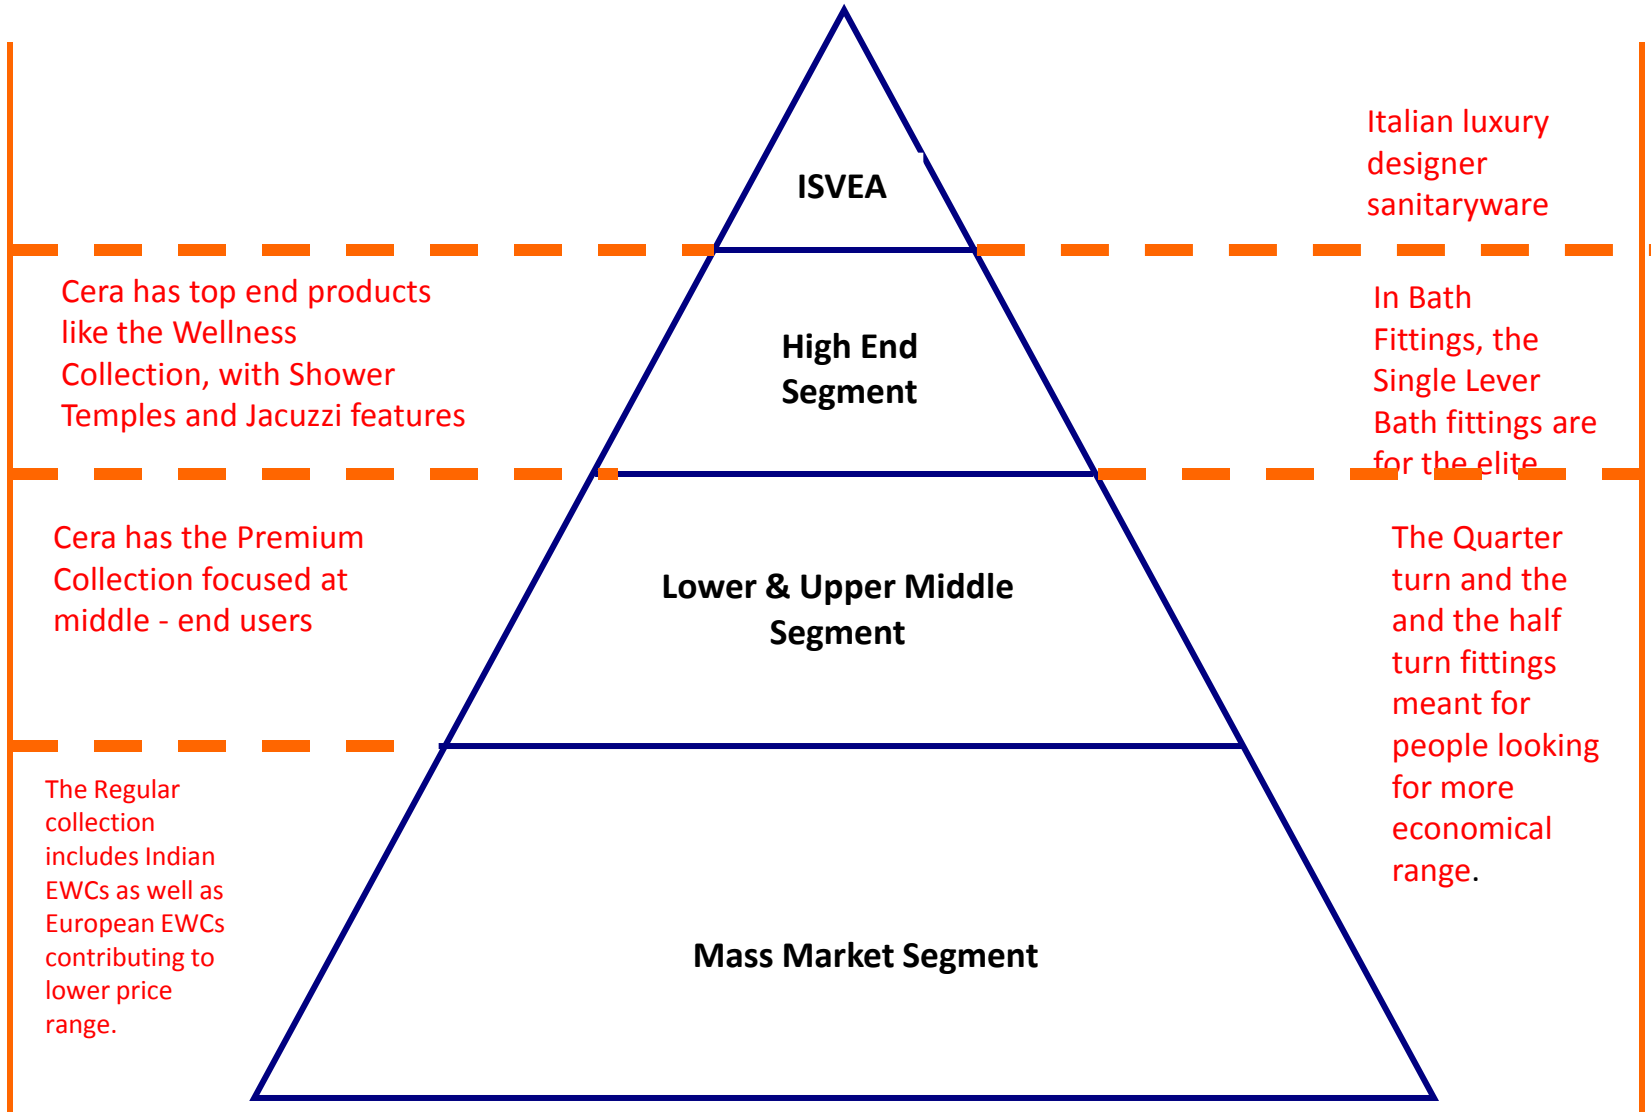 ISVEA
Italian luxury
designer
sanitaryware
Cera has top end products
like the Wellness
Collection, with Shower
Temples and Jacuzzi features
High End
Segment
In Bath
Fittings, the
Single Lever
Bath fittings are
for the elite
Cera has the Premium
Collection focused at
middle - end users
Lower & Upper Middle
Segment
The Quarter
turn and the
and the half
turn fittings
meant for
people looking
for more
economical
range.
The Regular
collection
includes Indian
EWCs as well as
European EWCs
contributing to
lower price
range.
Mass Market Segment